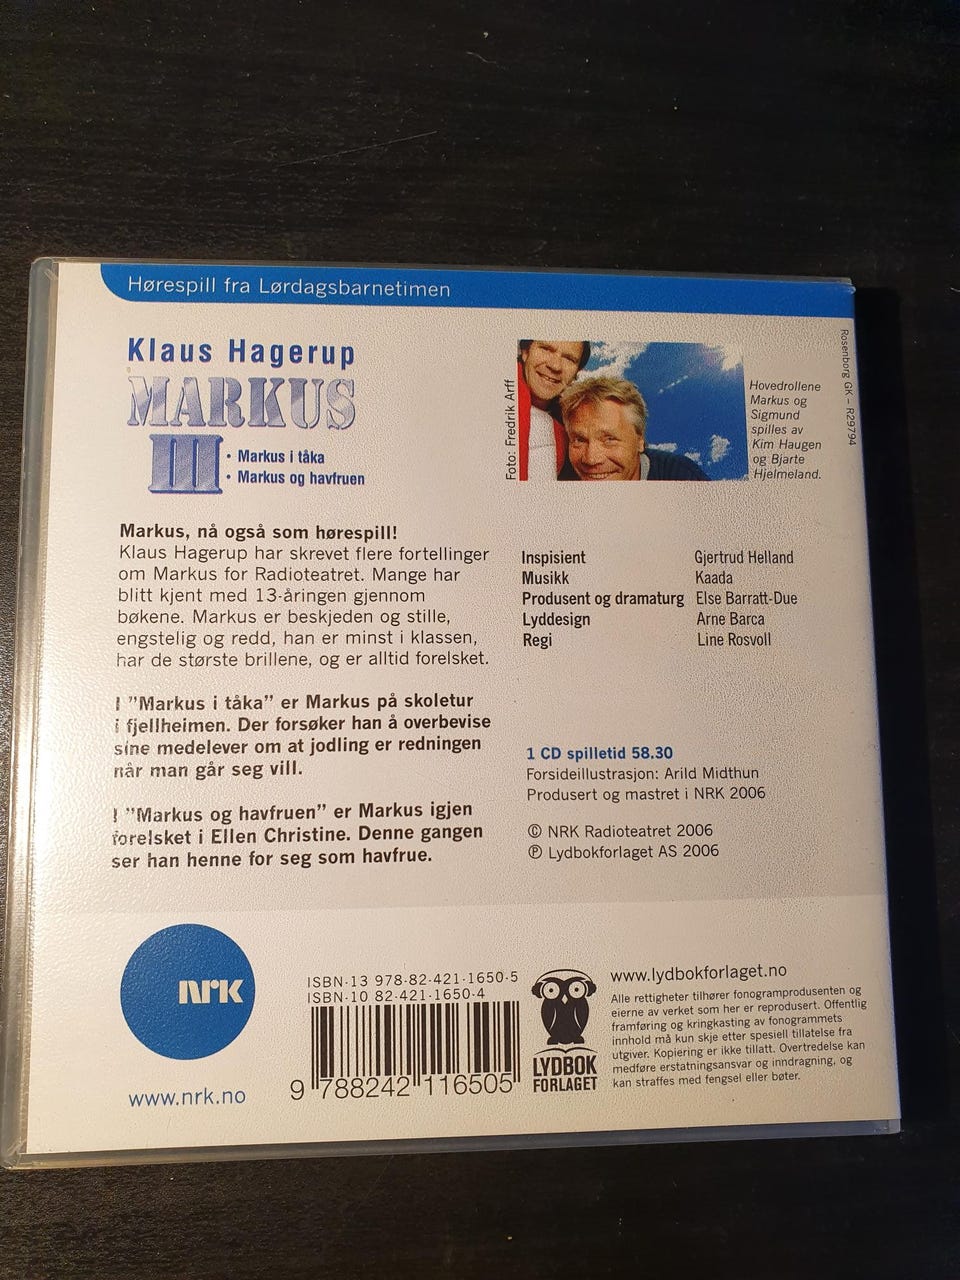 Hørespill fra Lørdagsbarnetimen
Klaus Hagerup
MARKUS
III
• Markus i tåka
• Markus og havfruen
Foto: Fredrik Arff
Hovedrollene
Markus og
Sigmund
spilles av
Kim Haugen
og Bjarte
Hjelmeland.
Rosenborg GK – R29794
Markus, nå også som hørespill!
Klaus Hagerup har skrevet flere fortellinger
om Markus for Radioteatret. Mange har
blitt kjent med 13-åringen gjennom
bøkene. Markus er beskjeden og stille,
engstelig og redd, han er minst i klassen,
har de største brillene, og er alltid forelsket.
I ”Markus i tåka” er Markus på skoletur
i fjellheimen. Der forsøker han å overbevise
sine medelever om at jodling er redningen
når man går seg vill.
I ”Markus og havfruen” er Markus igjen
forelsket i Ellen Christine. Denne gangen
ser han henne for seg som havfrue.
Inspisient Gjertrud Helland
Musikk Kaada
Produsent og dramaturg Else Barratt-Due
Lyddesign Arne Barca
Regi Line Rosvoll
1 CD spilletid 58.30
Forsideillustrasjon: Arild Midthun
Produsert og mastret i NRK 2006
© NRK Radioteatret 2006
℗ Lydbokforlaget AS 2006
NRK
www.nrk.no
ISBN-13 978-82-421-1650-5
ISBN-10 82-421-1650-4
9 788242 116505
LYDBOK
FORLAGET
www.lydbokforlaget.no
Alle rettigheter tilhører fonogramprodusenten og
eierne av verket som her er reprodusert. Offentlig
framføring og kringkasting av fonogrammets
innhold må kun skje etter spesiell tillatelse fra
utgiver. Kopiering er ikke tillatt. Overtredelse kan
medføre erstatningsansvar og inndragning, og
kan straffes med fengsel eller bøter.